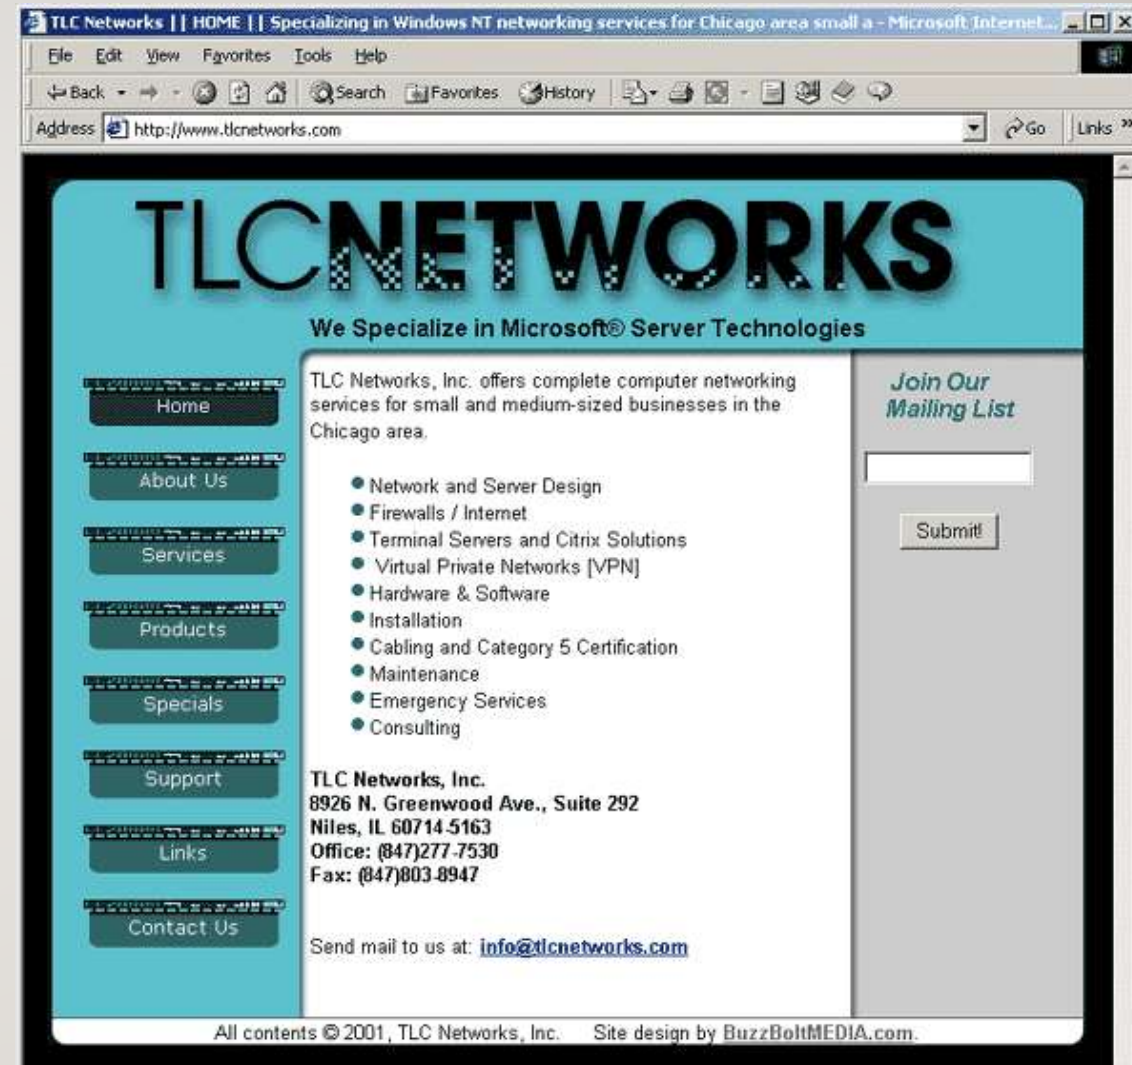 TLC Networks || HOME || Specializing in Windows NT networking services for Chicago area small a - Microsoft Internet...
File Edit View Favorites Tools Help
Back Search Favorites History
Address http://www.tlcnetworks.com Go Links »
TLCNETWORKS
We Specialize in Microsoft® Server Technologies
Home
About Us
Services
Products
Specials
Support
Links
Contact Us
TLC Networks, Inc. offers complete computer networking
services for small and medium-sized businesses in the
Chicago area.
Network and Server Design
Firewalls / Internet
Terminal Servers and Citrix Solutions
Virtual Private Networks [VPN]
Hardware & Software
Installation
Cabling and Category 5 Certification
Maintenance
Emergency Services
Consulting
TLC Networks, Inc.
8926 N. Greenwood Ave., Suite 292
Niles, IL 60714-5163
Office: (847)277-7530
Fax: (847)803-8947
Send mail to us at: info@tlcnetworks.com
Join Our
Mailing List
Submit!
All contents © 2001, TLC Networks, Inc. Site design by BuzzBoltMEDIA.com.